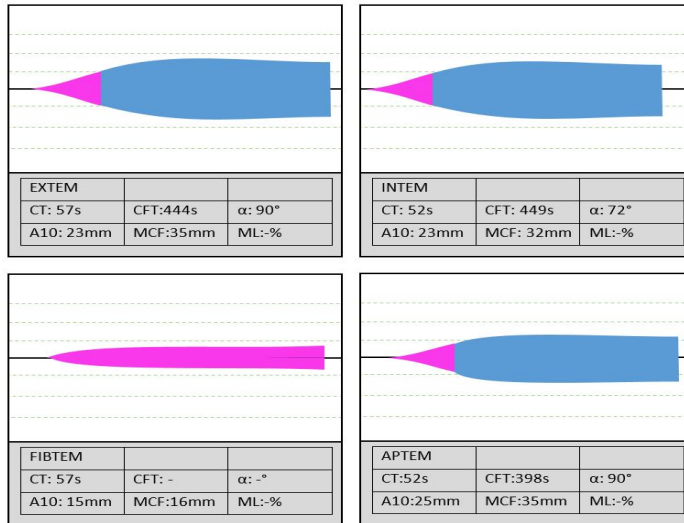 EXTEM
CT: 57s CFT:444s α: 90°
A10: 23mm MCF:35mm ML:-%
INTEM
CT: 52s CFT: 449s α: 72°
A10: 23mm MCF: 32mm ML:-%
FIBTEM
CT: 57s CFT: - α: -°
A10: 15mm MCF:16mm ML:-%
APTEM
CT:52s CFT:398s α: 90°
A10:25mm MCF:35mm ML:-%